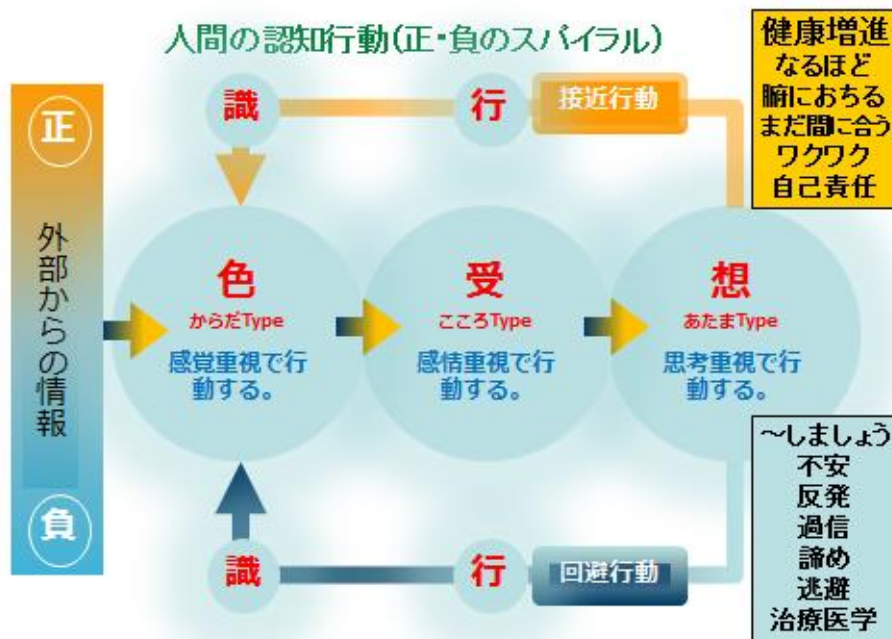 人間の認知行動(正・負のスパイラル)
正
外部からの情報
負
識
行
接近行動
健康増進
なるほど
腑におちる
まだ間に合う
ワクワク
自己責任
色
からだType
感覚重視で行
動する。
受
こころType
感情重視で行
動する。
想
あたまType
思考重視で行
動する。
識
行
回避行動
～しましょう
不安
反発
過信
諦め
逃避
治療医学